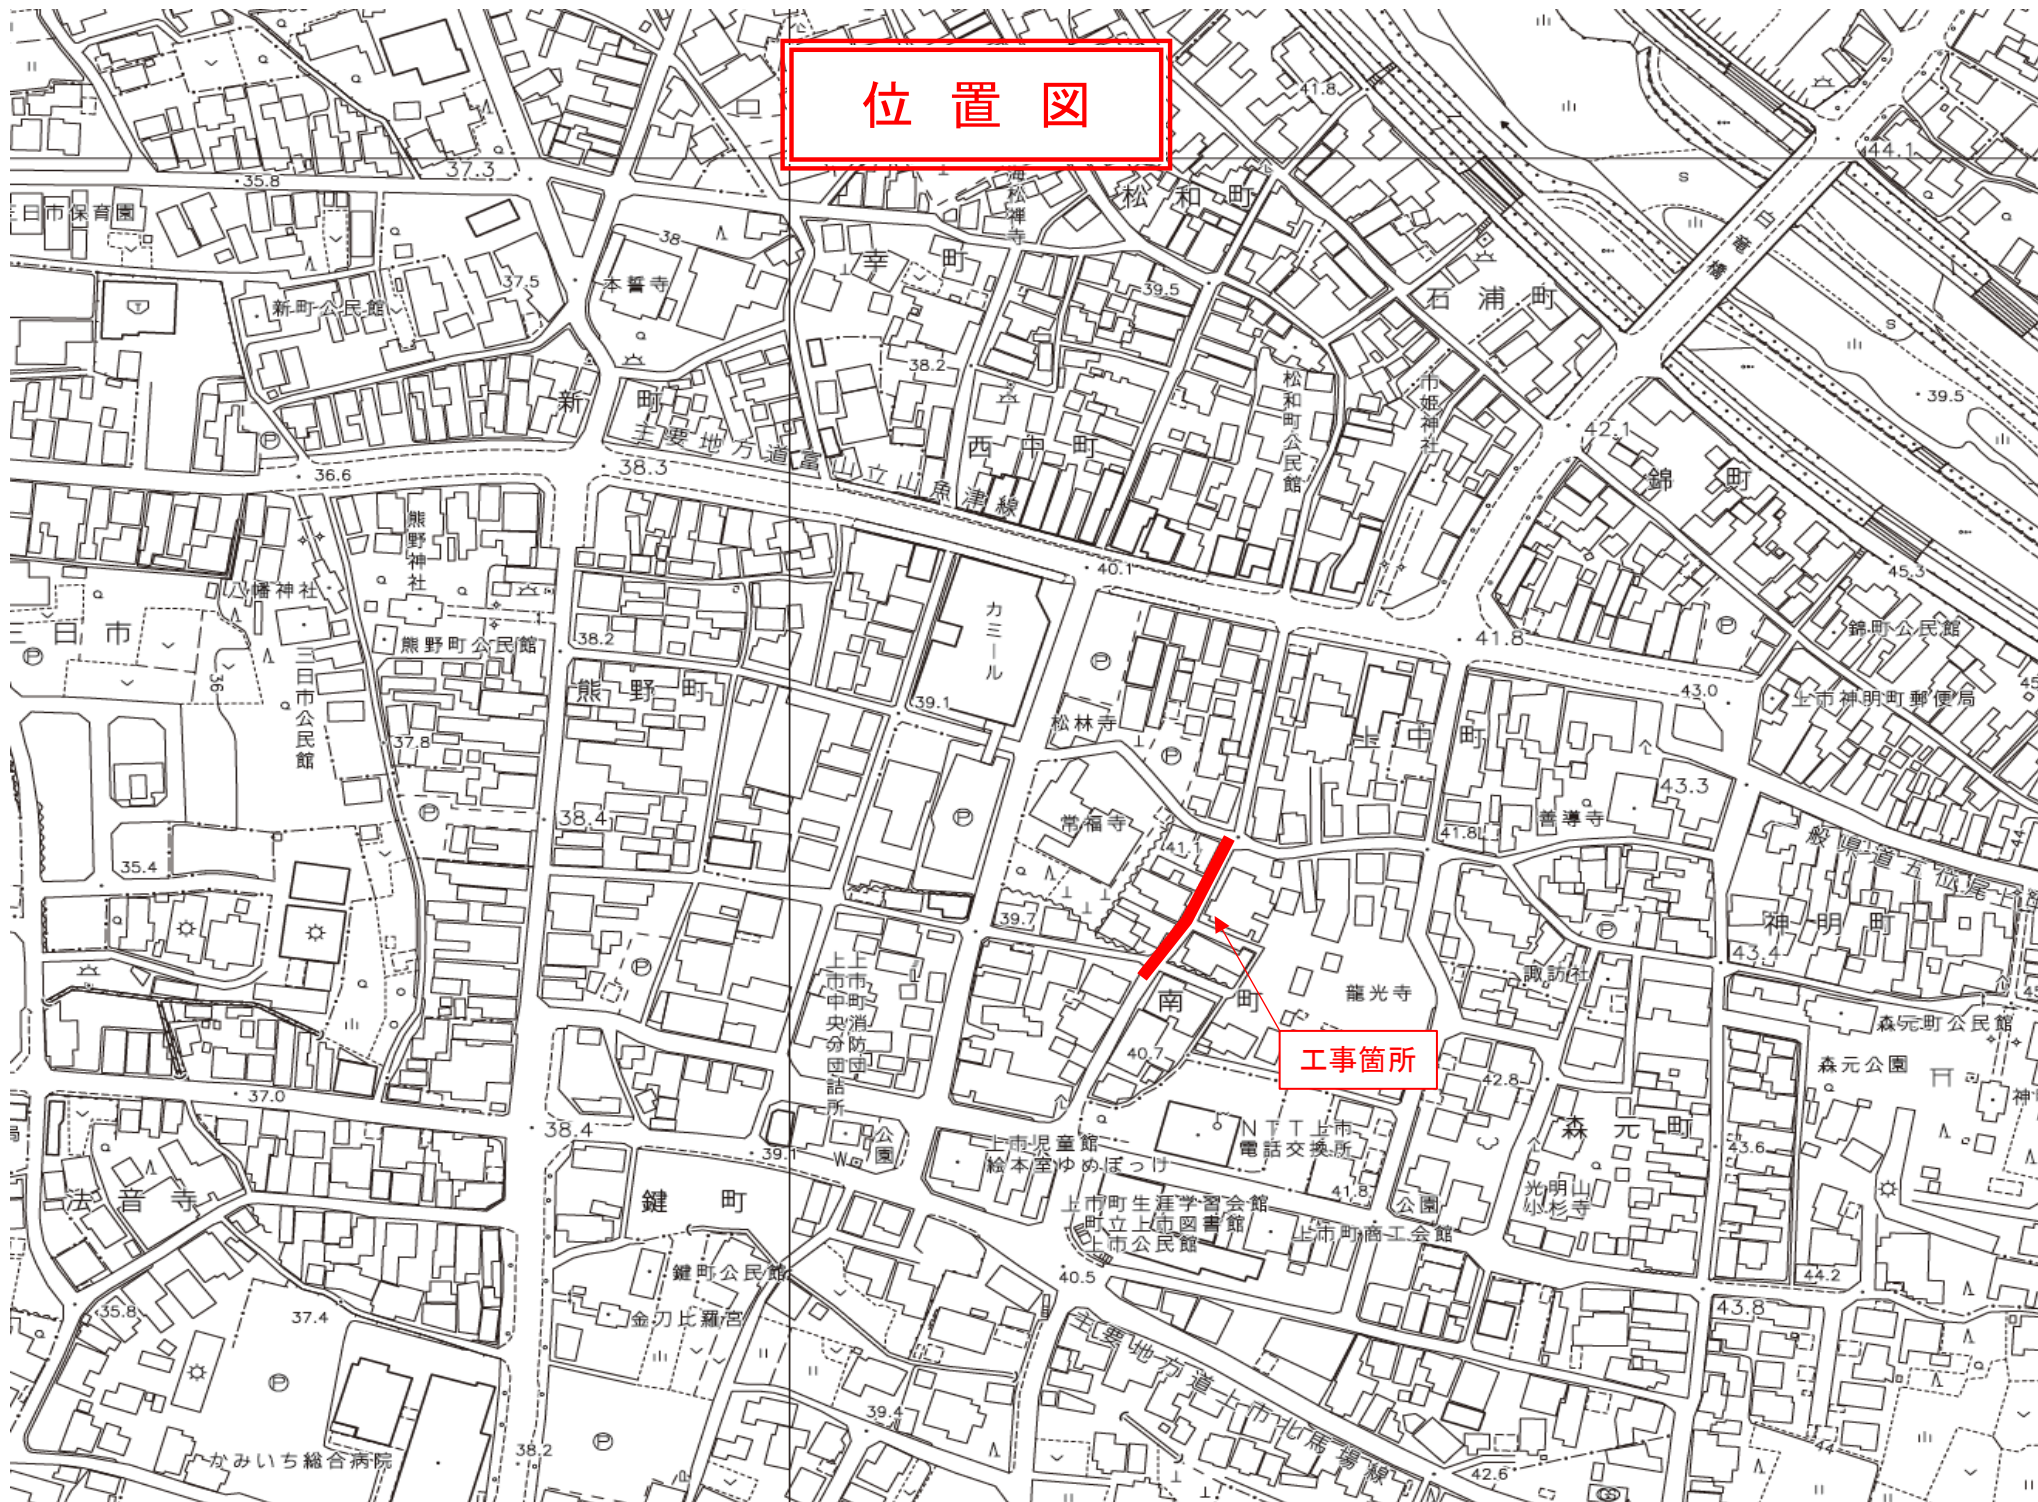 位置図
41.8
44.1
37.3
35.8
三日市保育園
海松禅寺
松和町
白竜橋
38
幸町
37.5
本誓寺
39.5
石浦町
新町公民館
38.2
39.5
新町
松和町公民館
市姫神社
42.1
主要地方道富山立山魚津線
西中町
38.3
36.6
錦町
熊野神社
40.1
45.3
八幡神社
カミール
三日市
38.2
熊野町公民館
41.8
錦町公民館
36
三日市公民館
熊野町
43.0
上市神明町郵便局
39.1
松林寺
上中町
37.8
43.3
38.4
常福寺
41.8
善導寺
44
41.1
般県道五位尾上
35.4
39.7
神明町
43.4
上市町消防団
上市中央分団詰所
諏訪社
南町
龍光寺
森元町公民館
工事箇所
40.7
森元公園
42.8
37.0
38.4
公園
NTT上市
電話交換所
森元町
39.1
W
上市児童館
絵本室ゆめぽっけ
43.6
法音寺
鍵町
41.8
公園
光明山
小杉寺
上市町生涯学習会館
町立上市図書館
上市公民館
上市町商工会館
鍵町公民館
40.5
44.2
35.8
37.4
金刀比羅宮
43.8
主要地方道上市北馬場線
39.4
38.2
かみいち総合病院
44
42.6